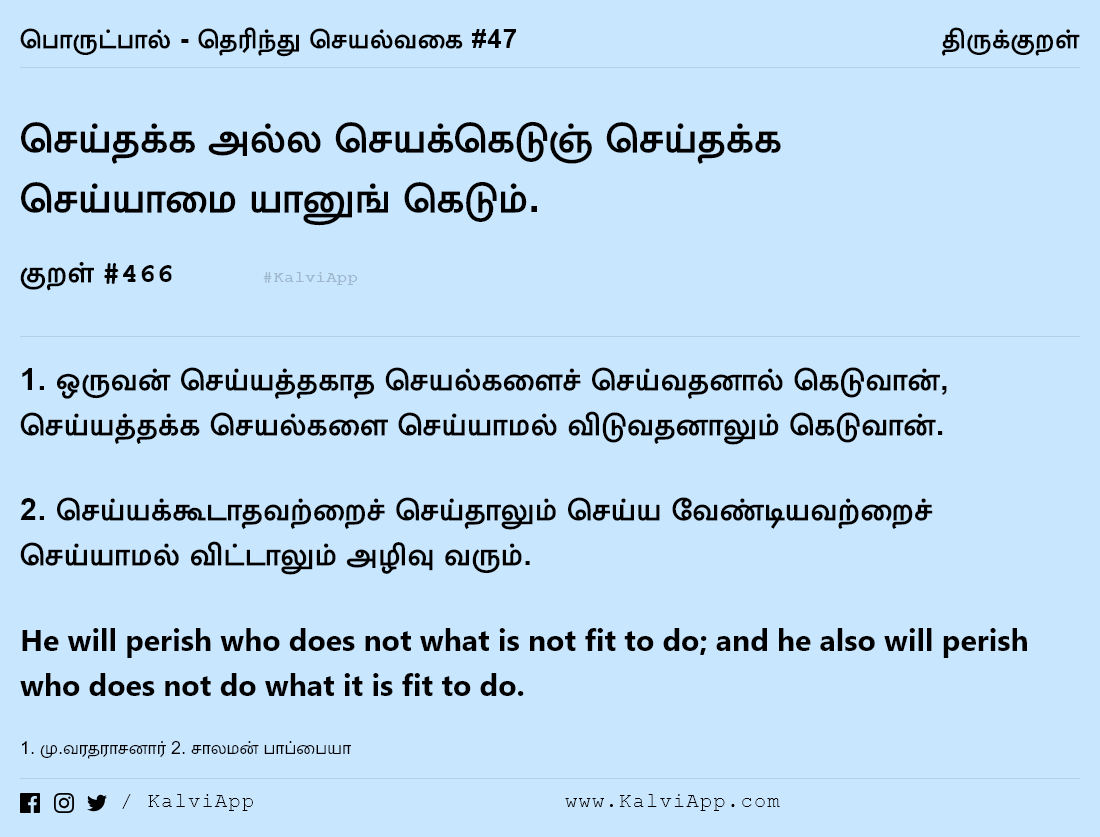 பொருட்பால் - தெரிந்து செயல்வகை #47
திருக்குறள்
செய்தக்க அல்ல செயக்கெடுஞ் செய்தக்க
செய்யாமை யானுங் கெடும்.
குறள் #466
#KalviApp
1. ஒருவன் செய்யத்தகாத செயல்களைச் செய்வதனால் கெடுவான்,
செய்யத்தக்க செயல்களை செய்யாமல் விடுவதனாலும் கெடுவான்.
2. செய்யக்கூடாதவற்றைச் செய்தாலும் செய்ய வேண்டியவற்றைச்
செய்யாமல் விட்டாலும் அழிவு வரும்.
He will perish who does not what is not fit to do; and he also will perish
who does not do what it is fit to do.
1. மு.வரதராசனார் 2. சாலமன் பாப்பையா
/ KalviApp
www.KalviApp.com